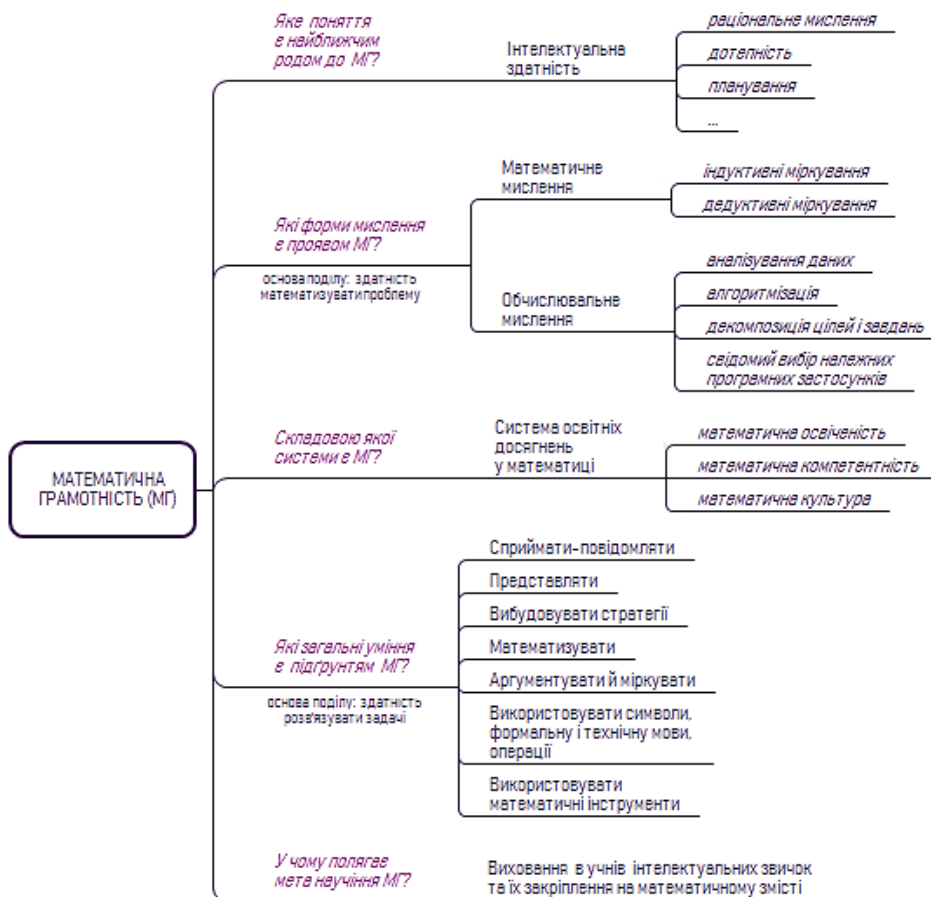 Яке поняття
є найближчим
родом до МГ?
Інтелектуальна
здатність
раціональне мислення
дотепність
планування
...
Які форми мислення
є проявом МГ?
основа поділу: здатність
математизувати проблему
Математичне
мислення
індуктивні міркування
дедуктивні міркування
Обчислювальне
мислення
аналізування даних
алгоритмізація
декомпозиція цілей і завдань
свідомий вибір належних
програмних застосунків
МАТЕМАТИЧНА
ГРАМОТНІСТЬ (МГ)
Складовою якої
системи є МГ?
Система освітніх
досягнень
у математиці
математична освіченість
математична компетентність
математична культура
Які загальні уміння
є підґрунтям МГ?
основа поділу: здатність
розв'язувати задачі
Сприймати-повідомляти
Представляти
Вибудовувати стратегії
Математизувати
Аргументувати й міркувати
Використовувати символи,
формальну і технічну мови,
операції
Використовувати
математичні інструменти
У чому полягає
мета научіння МГ?
Виховання в учнів інтелектуальних звичок
та їх закріплення на математичному змісті